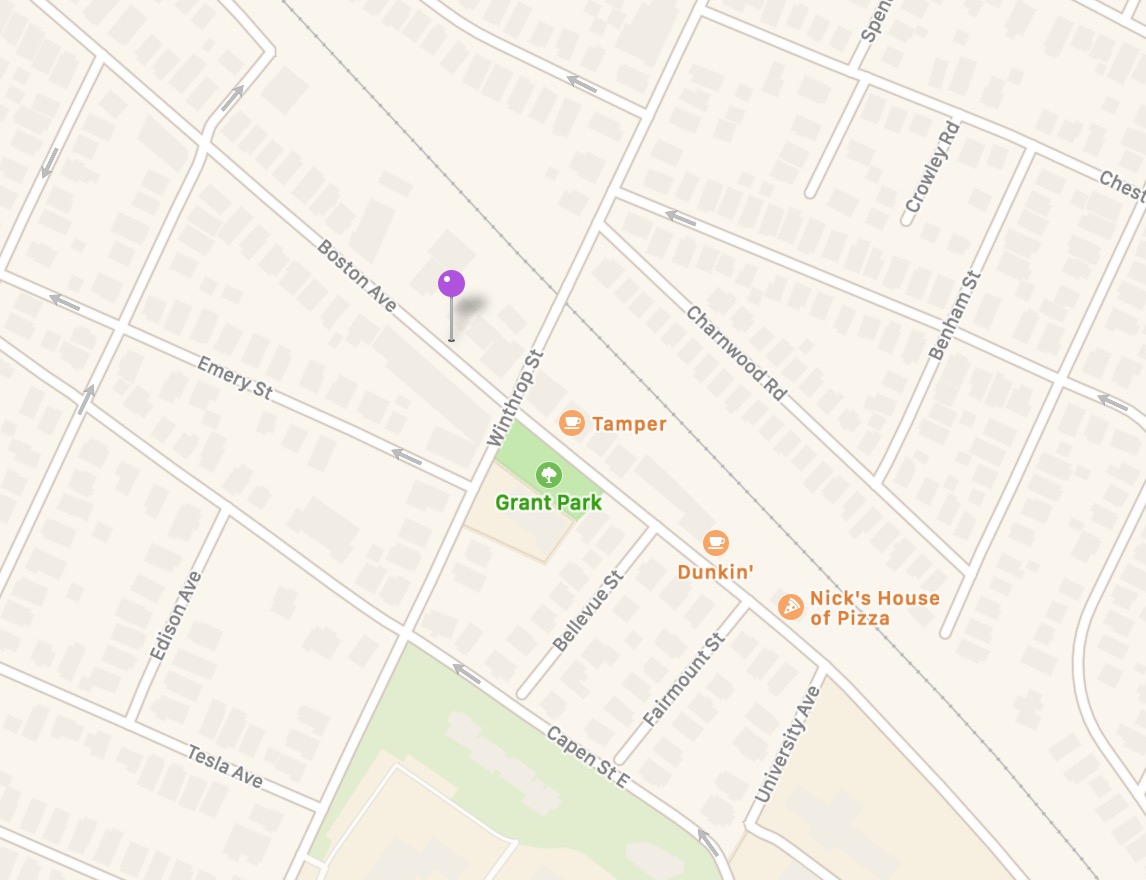 Spen
Crowley Rd
Chest
Boston Ave
Benham St
Charnwood Rd
Emery St
Winthrop St
Tamper
Grant Park
Dunkin'
Nick's House
of Pizza
Edison Ave
Bellevue St
Fairmount St
University Ave
Capen St E
Tesla Ave